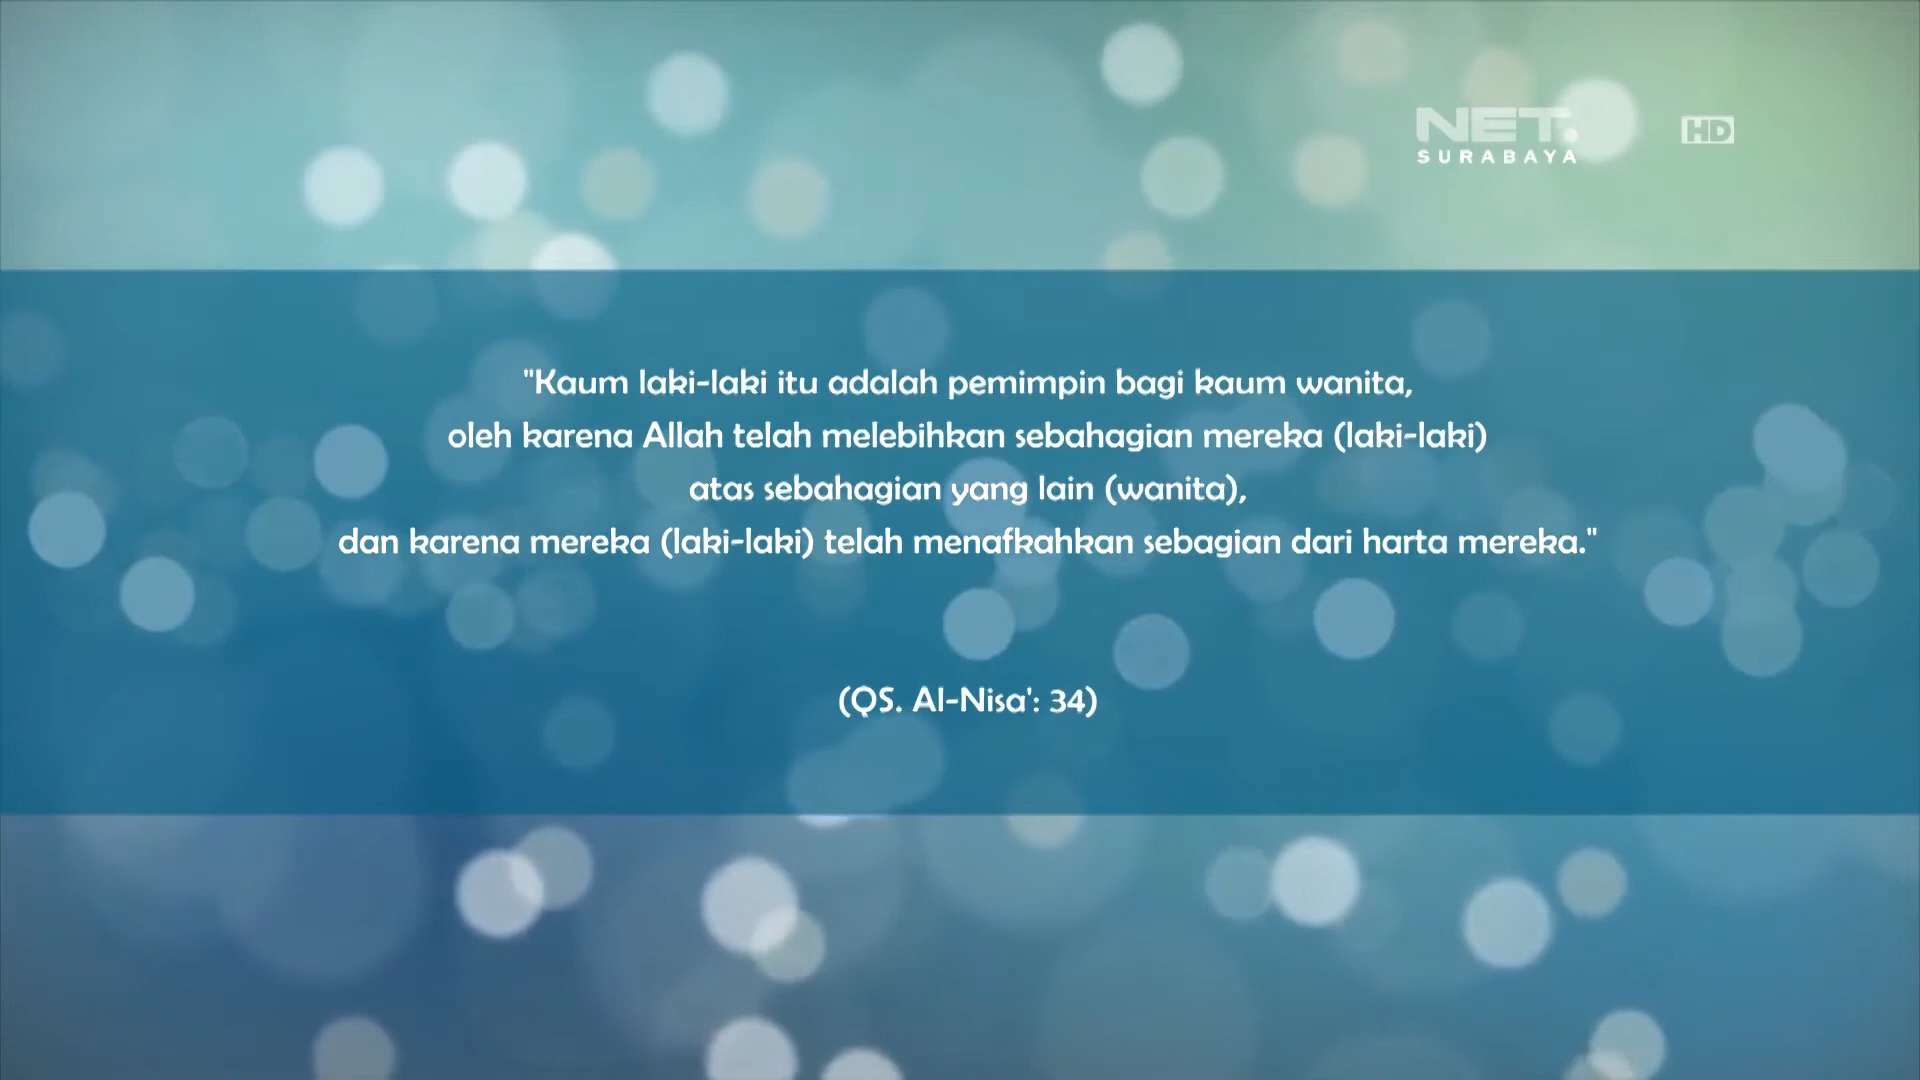 NET.
SURABAYA
HD
"Kaum laki-laki itu adalah pemimpin bagi kaum wanita,
oleh karena Allah telah melebihkan sebahagian mereka (laki-laki)
atas sebahagian yang lain (wanita),
dan karena mereka (laki-laki) telah menafkahkan sebagian dari harta mereka."
(QS. Al-Nisa': 34)